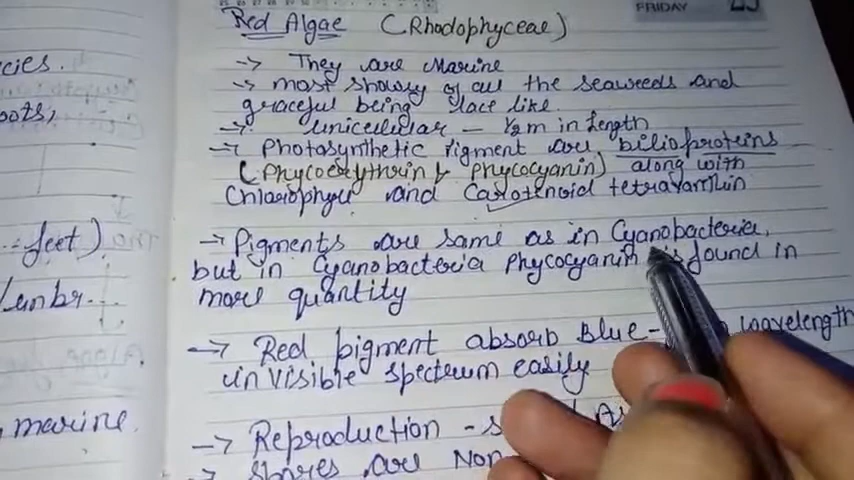 FRIDAY
Red Algae (Rhodophyceae)
-> They are Marine
-> most showy of all the seaweeds and
graceful being lace like
-> unicellular — 1/2 m in length
-> Photosynthetic Pigment are bilioproteins
(Phycoerythrin & Phycocyanin) along with
Chlorophyll and Carotenoid
-> Pigments are same as in Cyanobacteria,
but in Cyanobacteria Phycocyanin is found in
more quantity
-> Red pigment absorb Blue- wavelength
in visible spectrum easily
-> Reproduction -
-> Spores are Non
cies.
oots,
feet)
marine